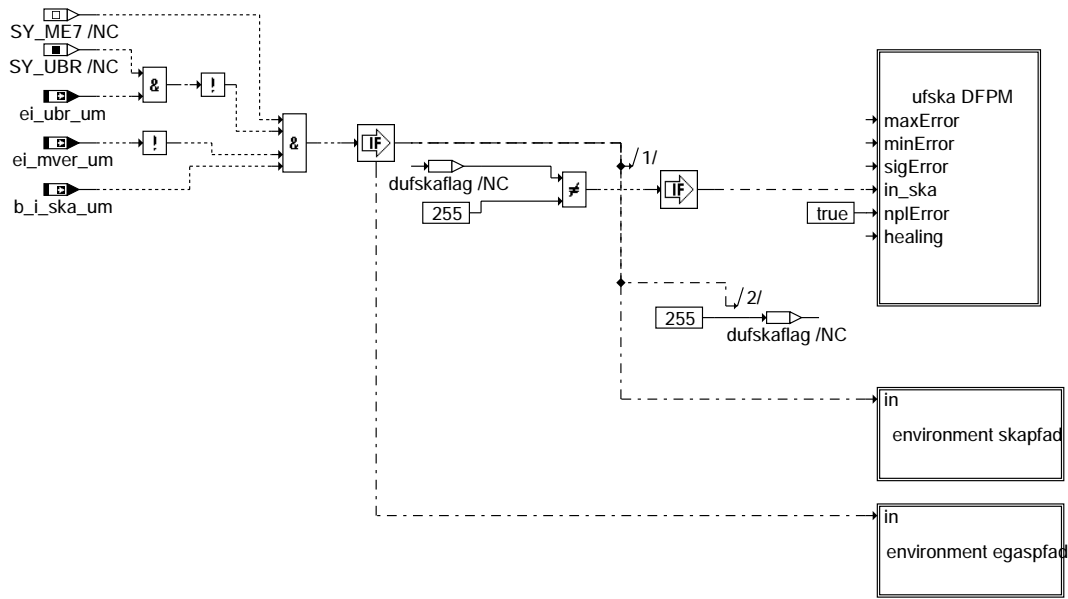 SY_ME7 /NC
SY_UBR /NC
&
!
ei_ubr_um
ei_mver_um
!
b_i_ska_um
&
IF
dufskaflag /NC
255
≠
/1/
IF
ufska DFPM
maxError
minError
sigError
in_ska
true
nplError
healing
/2/
255
dufskaflag /NC
in
environment skapfad
in
environment egaspfad